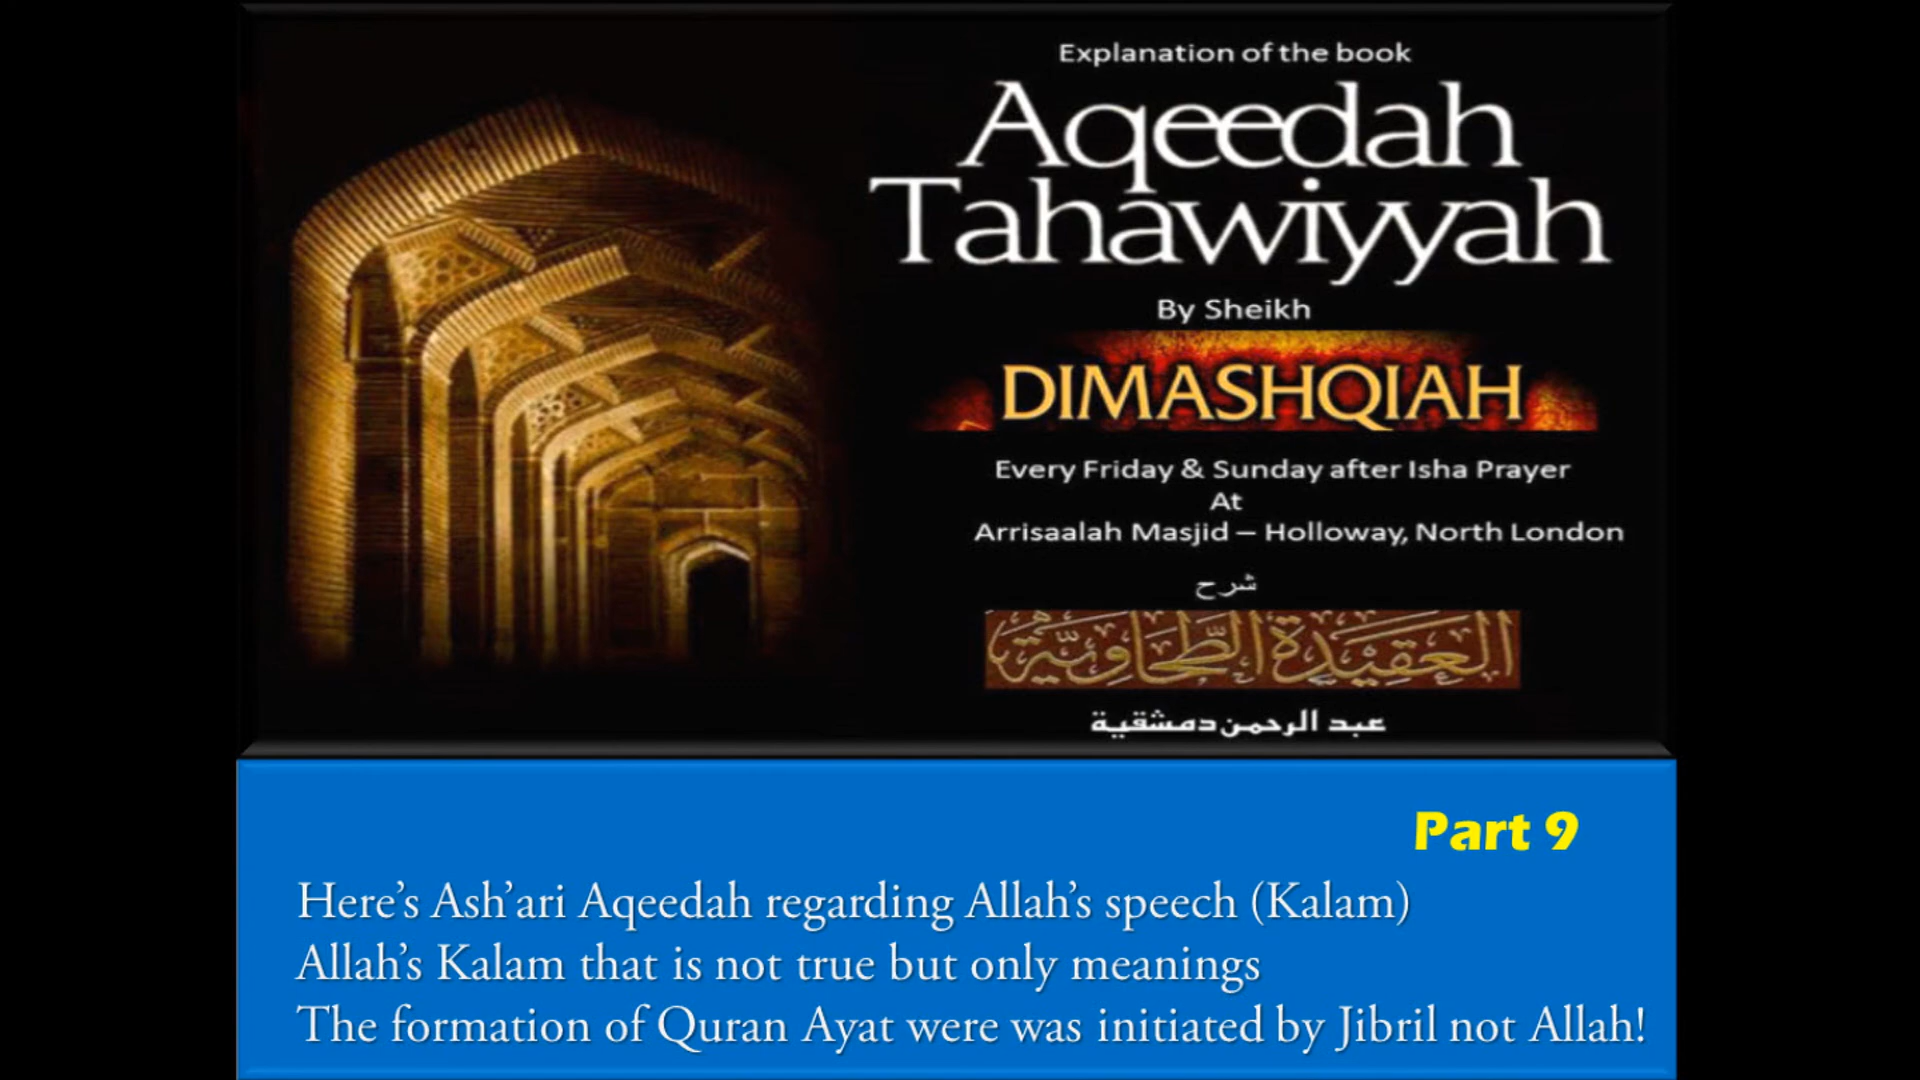 Explanation of the book
Aqeedah
Tahawiyyah
By Sheikh
DIMASHQIAH
Every Friday & Sunday after Isha Prayer
At
Arrisaalah Masjid – Holloway, North London
شرح
العقيدة الطحاوية
عبد الرحمن دمشقية
Part 9
Here’s Ash’ari Aqeedah regarding Allah’s speech (Kalam)
Allah’s Kalam that is not true but only meanings
The formation of Quran Ayat were was initiated by Jibril not Allah!